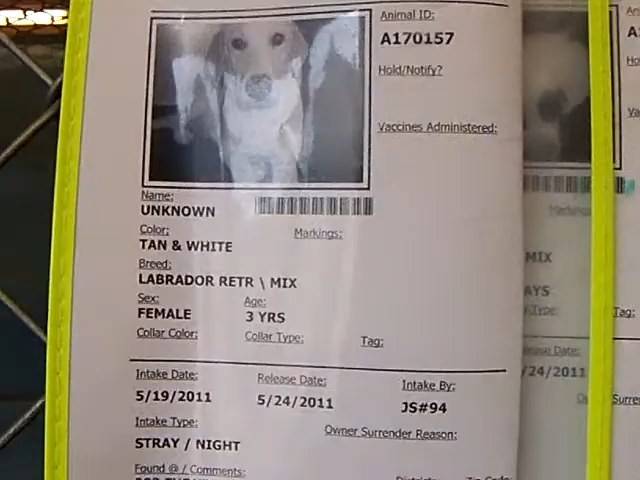 Animal ID:
A170157
Hold/Notify?
Vaccines Administered:
Name:
UNKNOWN
Color:
Markings:
TAN & WHITE
Breed:
LABRADOR RETR \ MIX
Sex:
Age:
FEMALE
3 YRS
Collar Color:
Collar Type:
Tag:
Intake Date:
Release Date:
Intake By:
5/19/2011
5/24/2011
JS#94
Intake Type:
Owner Surrender Reason:
STRAY / NIGHT
Found @ / Comments:
MIX
Tag:
/24/2011